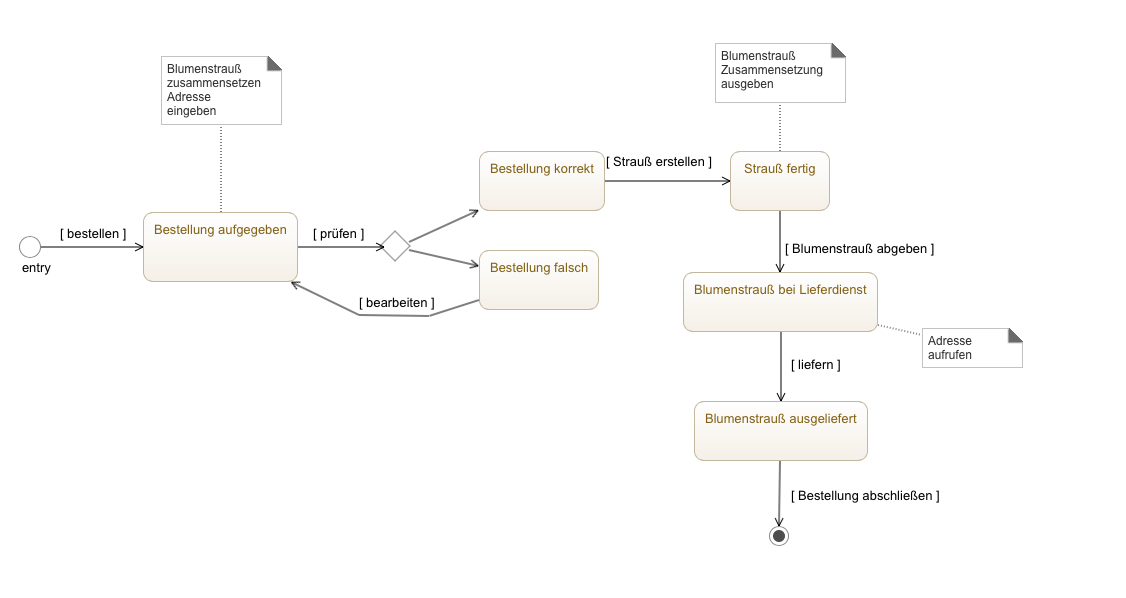 Blumenstrauß
zusammensetzen
Adresse
eingeben
Blumenstrauß
Zusammensetzung
ausgeben
[ bestellen ]
entry
Bestellung aufgegeben
[ prüfen ]
Bestellung korrekt
[ Strauß erstellen ]
Strauß fertig
Bestellung falsch
[ bearbeiten ]
[ Blumenstrauß abgeben ]
Blumenstrauß bei Lieferdienst
Adresse
aufrufen
[ liefern ]
Blumenstrauß ausgeliefert
[ Bestellung abschließen ]